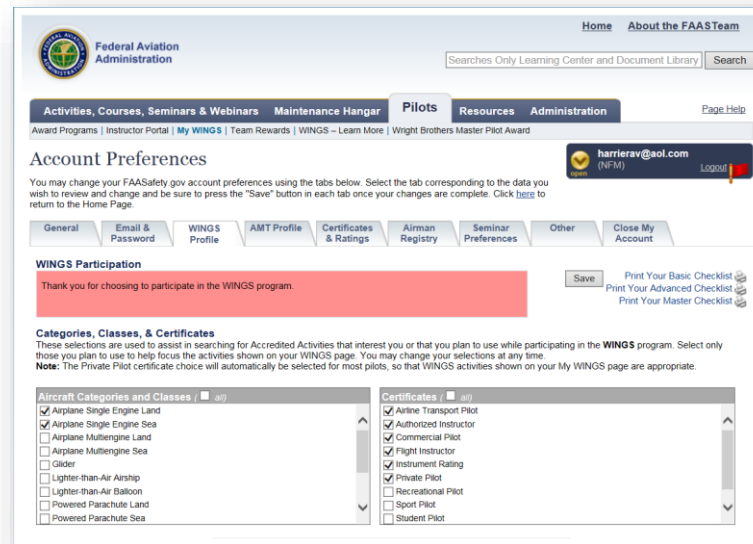 Home About the FAASTeam
Federal Aviation
Administration
Searches Only Learning Center and Document Library Search
Activities, Courses, Seminars & Webinars Maintenance Hangar Pilots Resources Administration Page Help
Award Programs | Instructor Portal | My WINGS | Team Rewards | WINGS – Learn More | Wright Brothers Master Pilot Award
Account Preferences
open harrierav@aol.com
(NFM) Logout
You may change your FAASafety.gov account preferences using the tabs below. Select the tab corresponding to the data you
wish to review and change and be sure to press the "Save" button in each tab once your changes are complete. Click here to
return to the Home Page.
General Email & Password WINGS Profile AMT Profile Certificates & Ratings Airman Registry Seminar Preferences Other Close My Account
WINGS Participation
Thank you for choosing to participate in the WINGS program.
Save
Print Your Basic Checklist
Print Your Advanced Checklist
Print Your Master Checklist
Categories, Classes, & Certificates
These selections are used to assist in searching for Accredited Activities that interest you or that you plan to use while participating in the WINGS program. Select only
those you plan to use to help focus the activities shown on your WINGS page. You may change your selections at any time.
Note: The Private Pilot certificate choice will automatically be selected for most pilots, so that WINGS activities shown on your My WINGS page are appropriate.
Aircraft Categories and Classes ( all)
Airplane Single Engine Land
Airplane Single Engine Sea
Airplane Multiengine Land
Airplane Multiengine Sea
Glider
Lighter-than-Air Airship
Lighter-than-Air Balloon
Powered Parachute Land
Powered Parachute Sea
Certificates ( all)
Airline Transport Pilot
Authorized Instructor
Commercial Pilot
Flight Instructor
Instrument Rating
Private Pilot
Recreational Pilot
Sport Pilot
Student Pilot